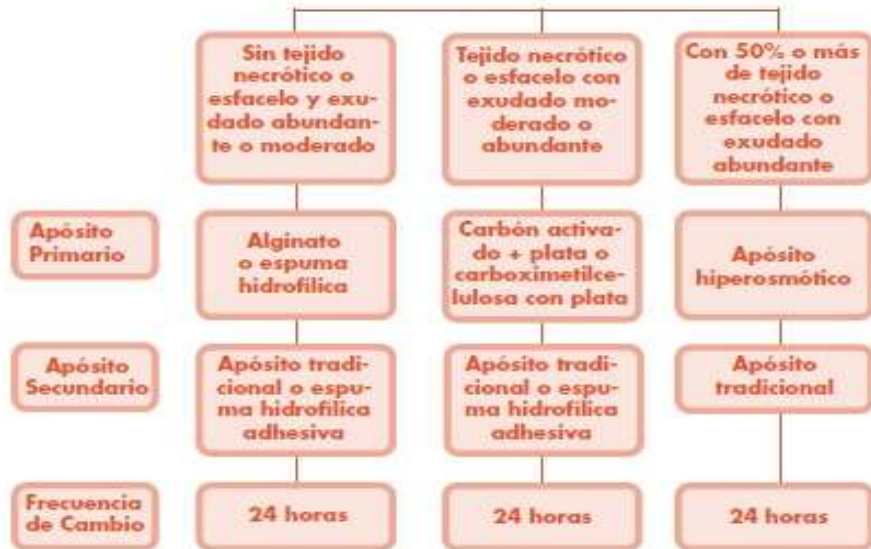 Sin tejido
necrótico o
esfacelo y exu-
dado abundan-
te o moderado
Tejido necrótico
o esfacelo con
exudado mo-
derado o
abundante
Con 50% o más
de tejido
necrótico o
esfacelo con
exudado
abundante
Apósito
Primario
Alginato
o espuma
hidrofílica
Carbón activa-
do + plata o
carboximetilce-
lulosa con plata
Apósito
hiperosmótico
Apósito
Secundario
Apósito tradi-
cional o espu-
ma hidrofílica
adhesiva
Apósito tradi-
cional o espu-
ma hidrofílica
adhesiva
Apósito
tradicional
Frecuencia
de Cambio
24 horas
24 horas
24 horas